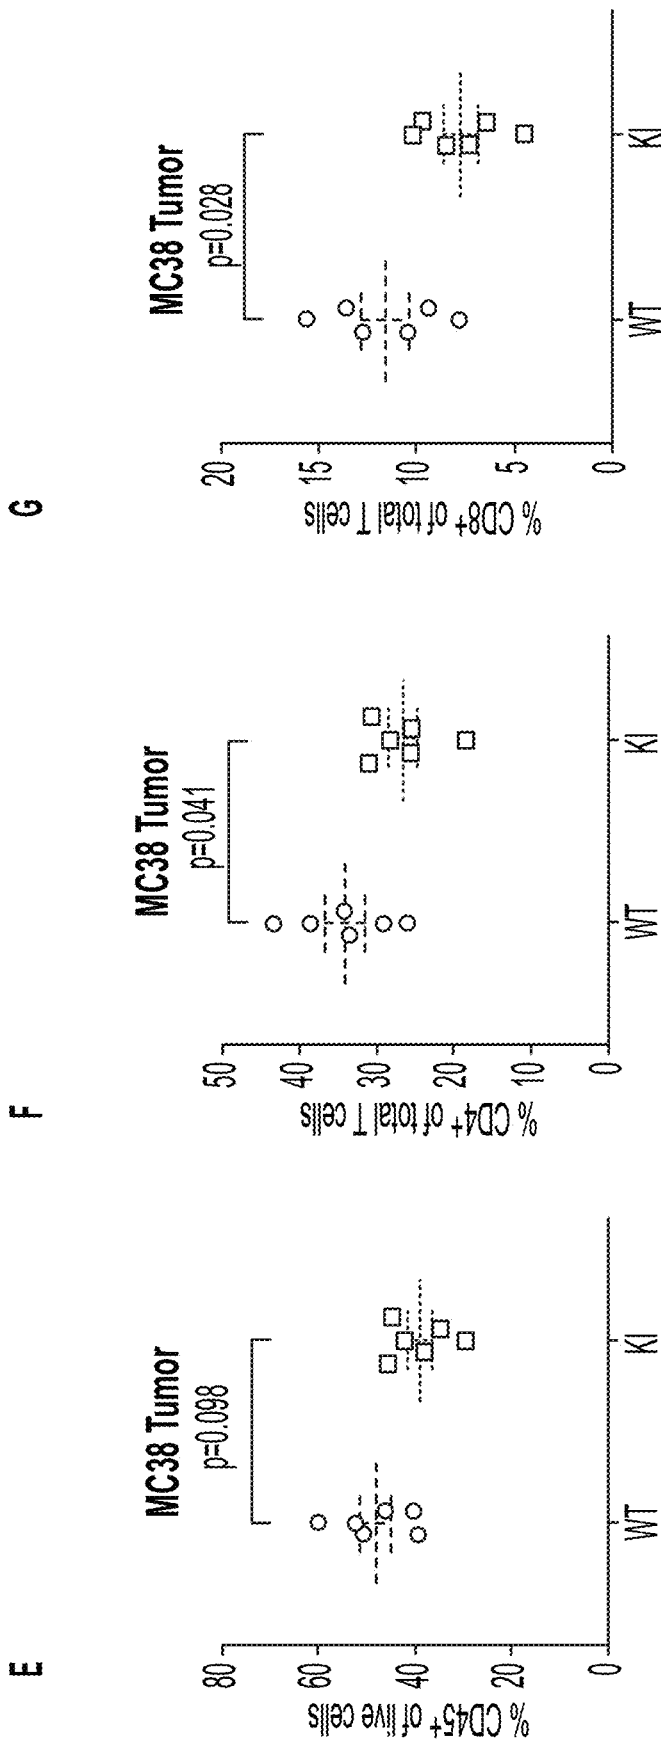 E
MC38 Tumor
p=0.098
% CD45+ of live cells
80
60
40
20
0
WT
KI
F
MC38 Tumor
p=0.041
% CD4+ of total T cells
50
40
30
20
10
0
WT
KI
G
MC38 Tumor
p=0.028
% CD8+ of total T cells
20
15
10
5
0
WT
KI